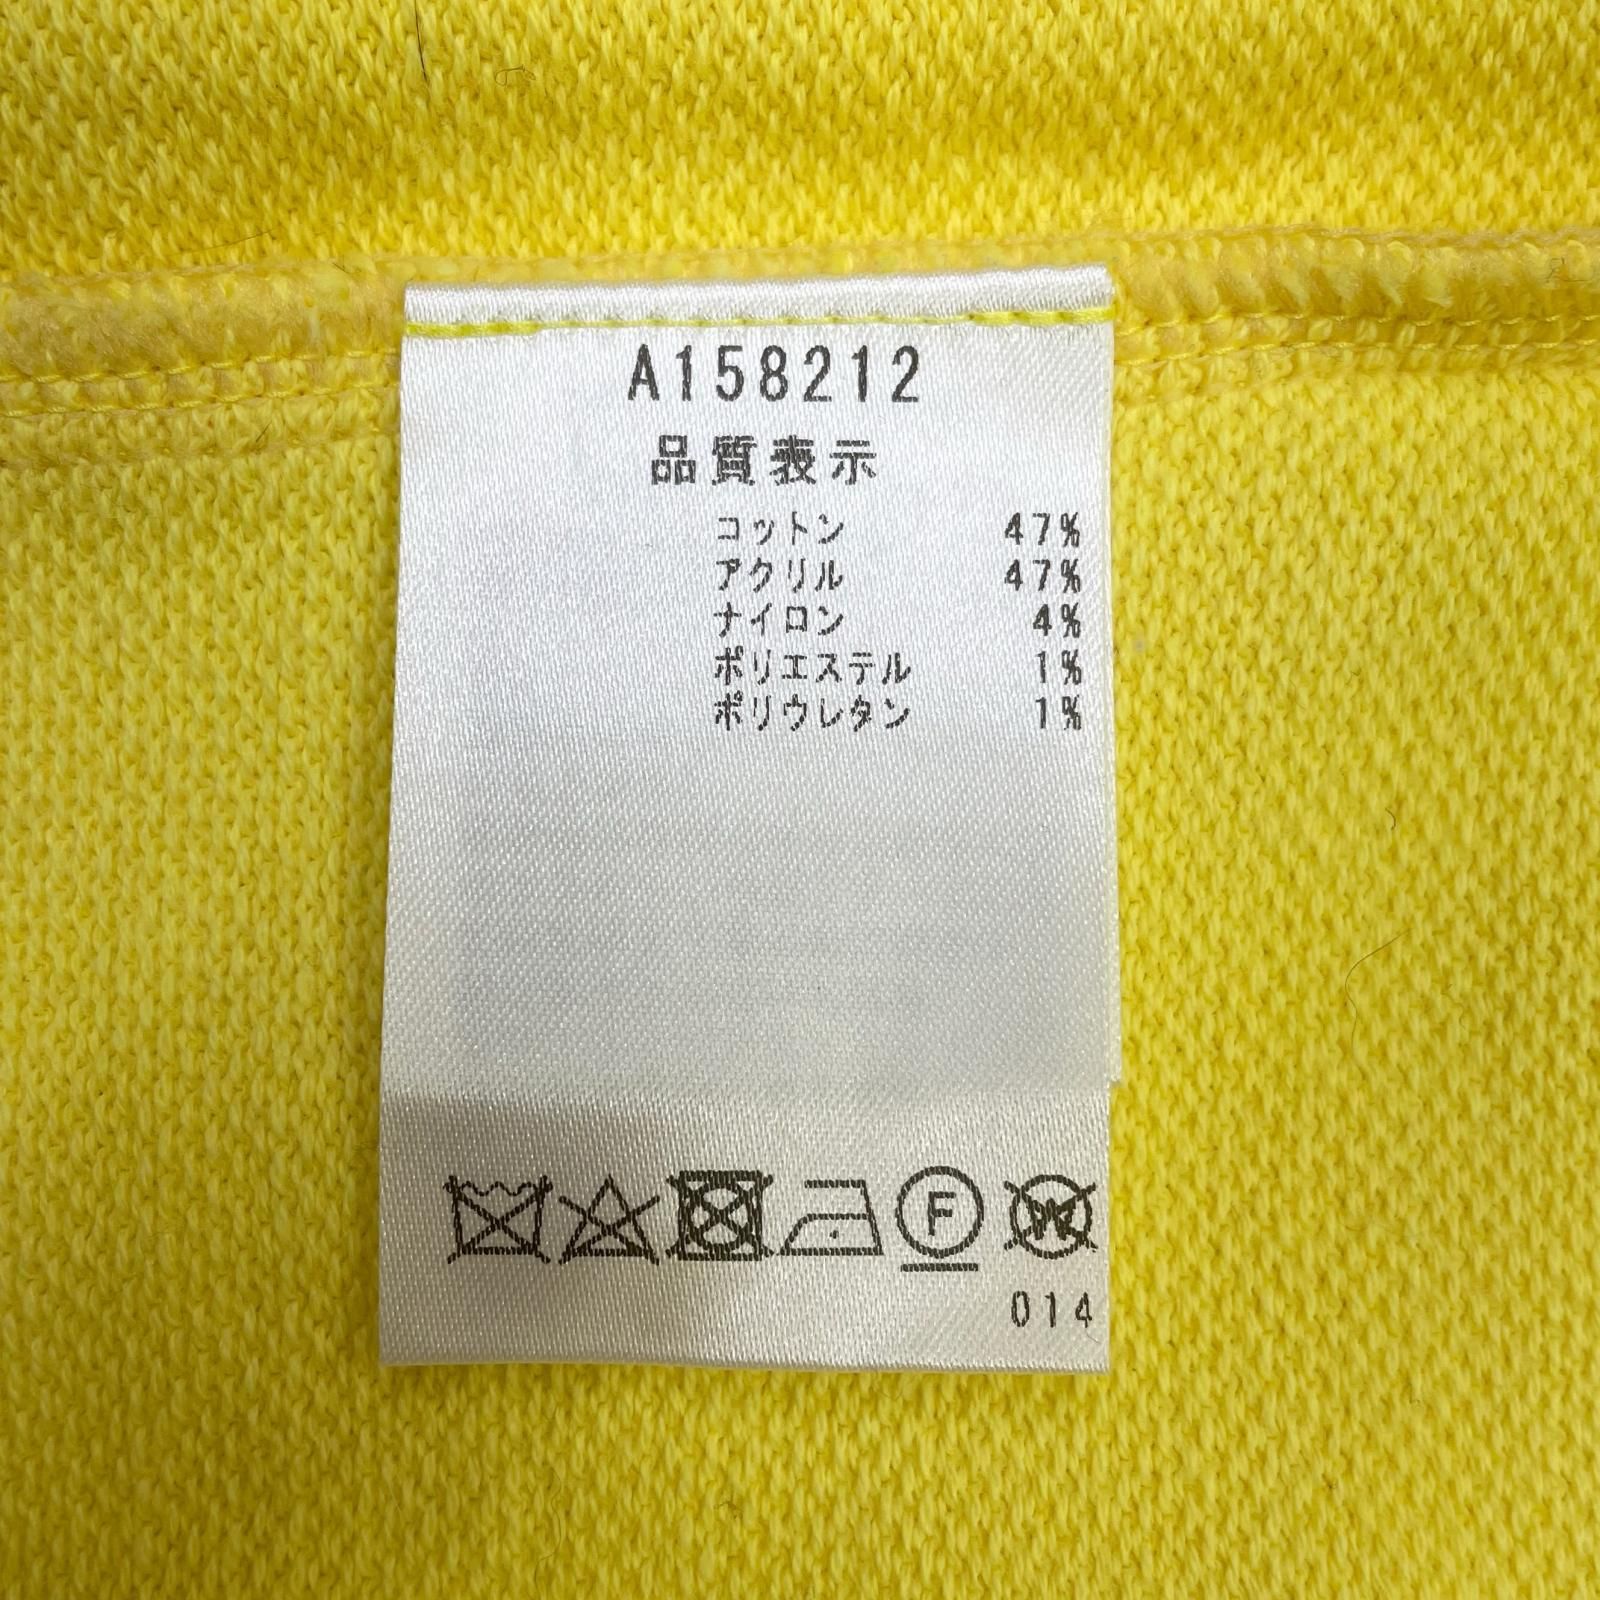 A158212
品質表示
コットン 47%
アクリル 47%
ナイロン 4%
ポリエステル 1%
ポリウレタン 1%
F W
014